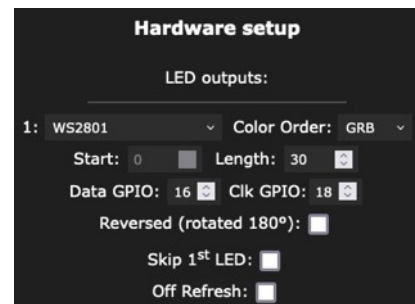 Hardware setup
LED outputs:
1: WS2801 Color Order: GRB
Start: 0 Length: 30
Data GPIO: 16 Clk GPIO: 18
Reversed (rotated 180°):
Skip 1st LED:
Off Refresh: